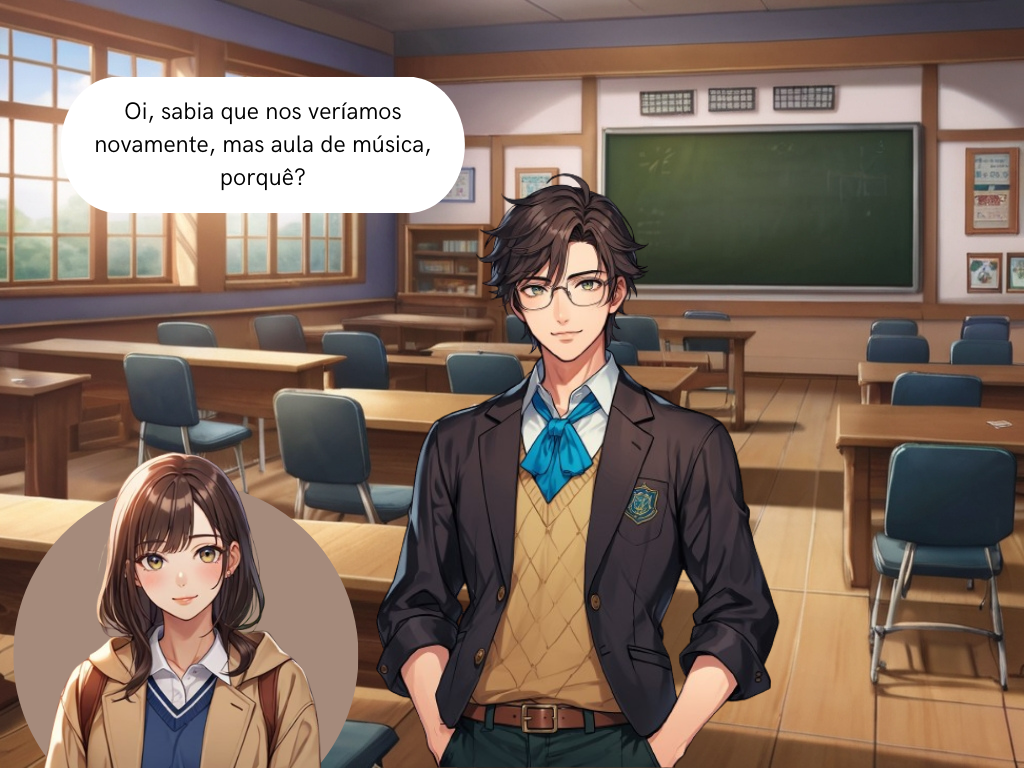 Oi, sabia que nos veríamos
novamente, mas aula de música,
porquê?